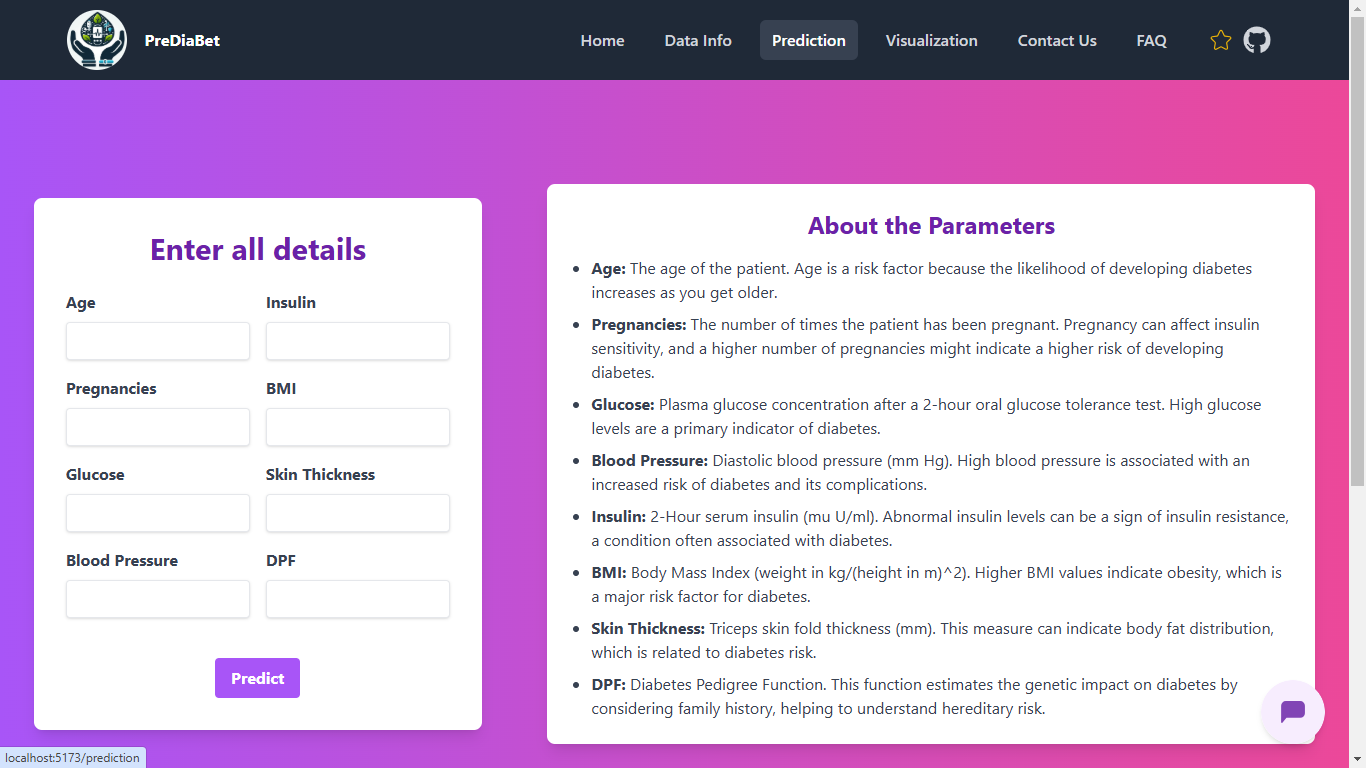 PreDiaBet
Home
Data Info
Prediction
Visualization
Contact Us
FAQ
Enter all details
Age
Insulin
Pregnancies
BMI
Glucose
Skin Thickness
Blood Pressure
DPF
Predict
About the Parameters
Age: The age of the patient. Age is a risk factor because the likelihood of developing diabetes
increases as you get older.
Pregnancies: The number of times the patient has been pregnant. Pregnancy can affect insulin
sensitivity, and a higher number of pregnancies might indicate a higher risk of developing
diabetes.
Glucose: Plasma glucose concentration after a 2-hour oral glucose tolerance test. High glucose
levels are a primary indicator of diabetes.
Blood Pressure: Diastolic blood pressure (mm Hg). High blood pressure is associated with an
increased risk of diabetes and its complications.
Insulin: 2-Hour serum insulin (mu U/ml). Abnormal insulin levels can be a sign of insulin resistance,
a condition often associated with diabetes.
BMI: Body Mass Index (weight in kg/(height in m)^2). Higher BMI values indicate obesity, which is
a major risk factor for diabetes.
Skin Thickness: Triceps skin fold thickness (mm). This measure can indicate body fat distribution,
which is related to diabetes risk.
DPF: Diabetes Pedigree Function. This function estimates the genetic impact on diabetes by
considering family history, helping to understand hereditary risk.
localhost:5173/prediction